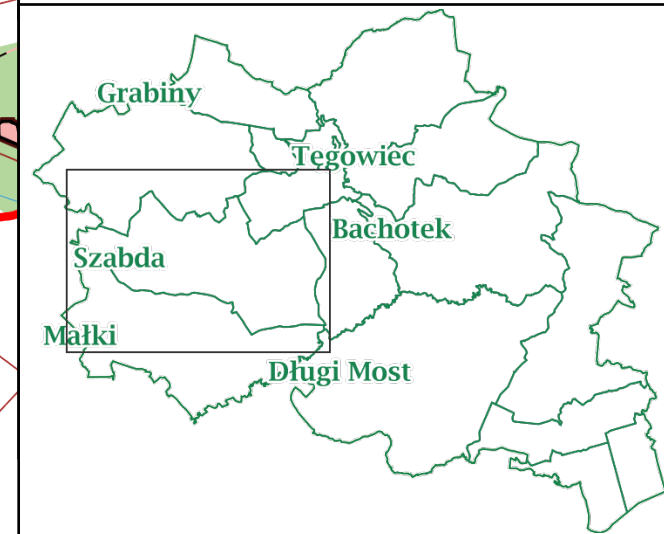 Grabiny
Tęgowiec
Bachotek
Szabda
Małki
Długi Most